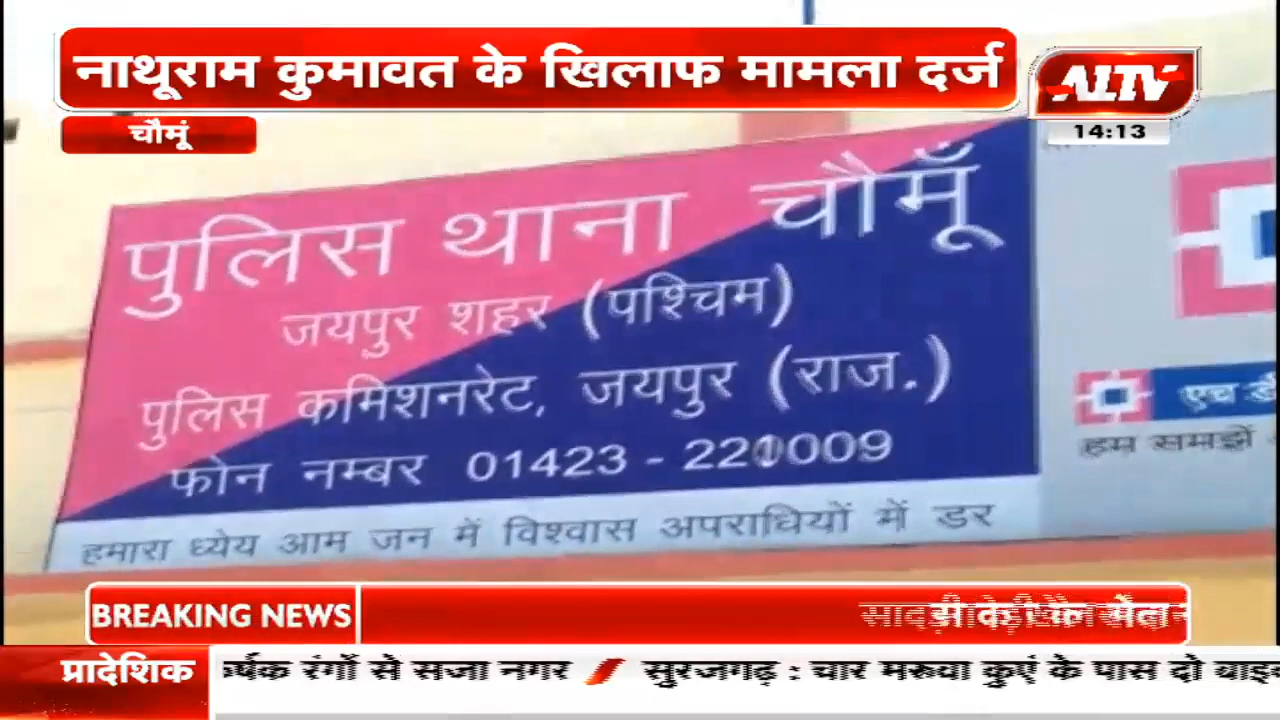 नाथूराम कुमावत के खिलाफ मामला दर्ज
ALTV
चौमूं
14:13
पुलिस थाना चौमूँ
जयपुर शहर (पश्चिम)
पुलिस कमिशनरेट, जयपुर (राज.)
फोन नम्बर 01423 - 221009
हमारा ध्येय आम जन में विश्वास अपराधियों में डर
एच
हम समझें
BREAKING NEWS
प्रादेशिक
रंगों से सजा नगर / सुरजगढ़ : चार मरुवा कुएं के पास दो